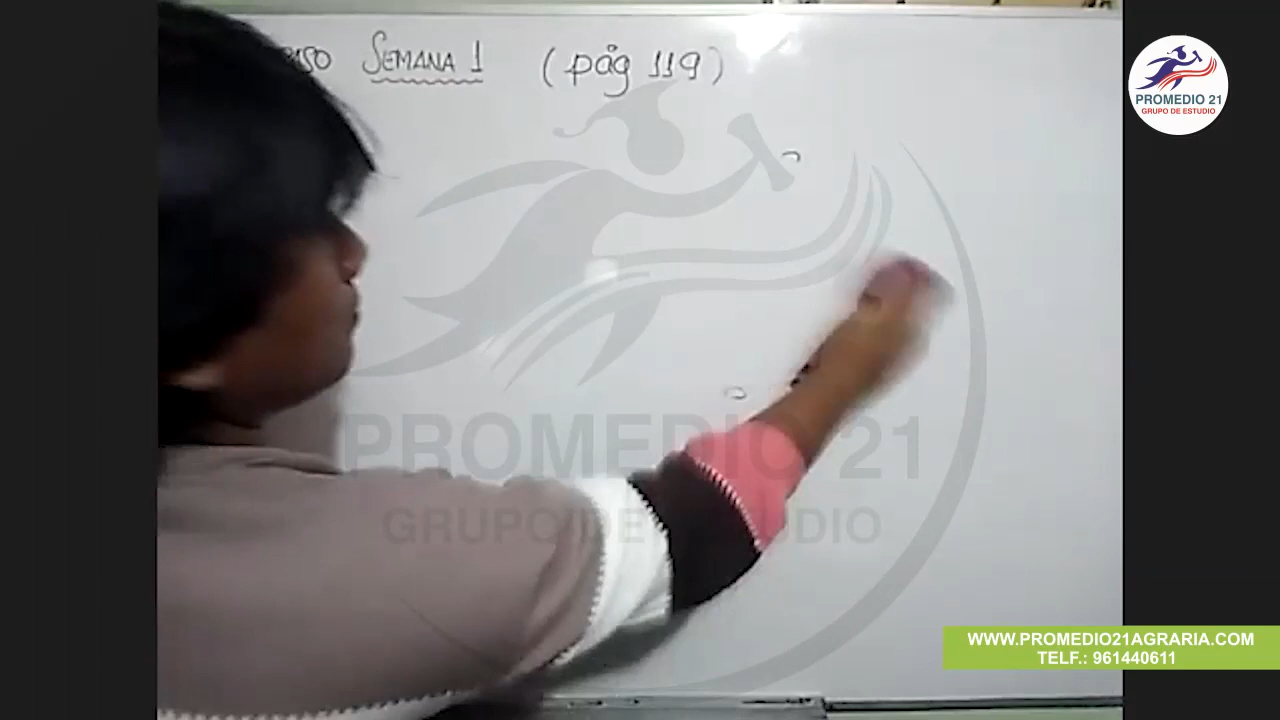 SEMANA 1 (pág 119)
PROMEDIO 21
GRUPO DE ESTUDIO
PROMEDIO 21
GRUPO DE ESTUDIO
WWW.PROMEDIO21AGRARIA.COM
TELF.: 961440611